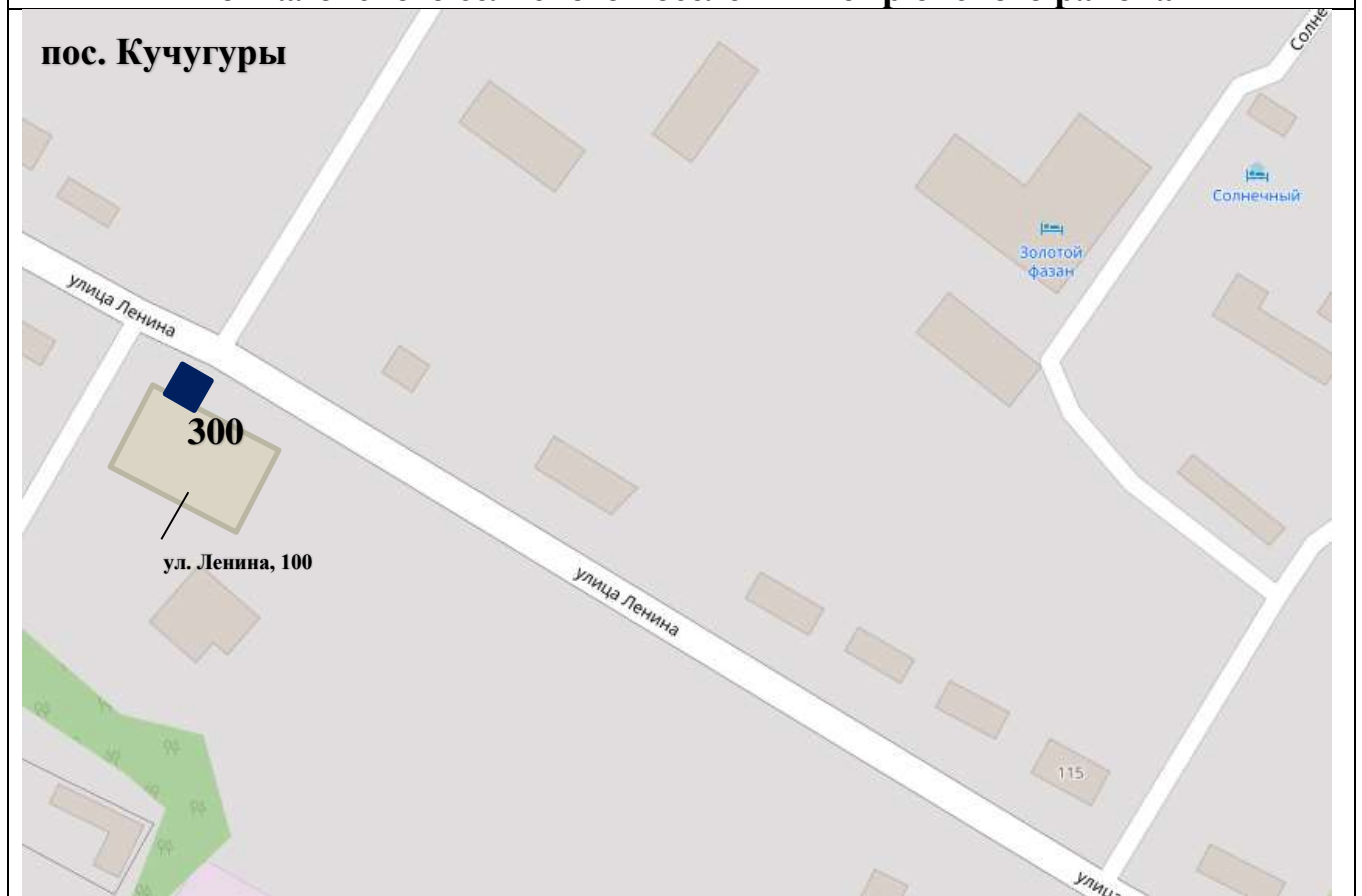 пос. Кучугуры
Солне
Солнечный
Золотой
фазан
улица Ленина
300
ул. Ленина, 100
улица Ленина
115
улиц